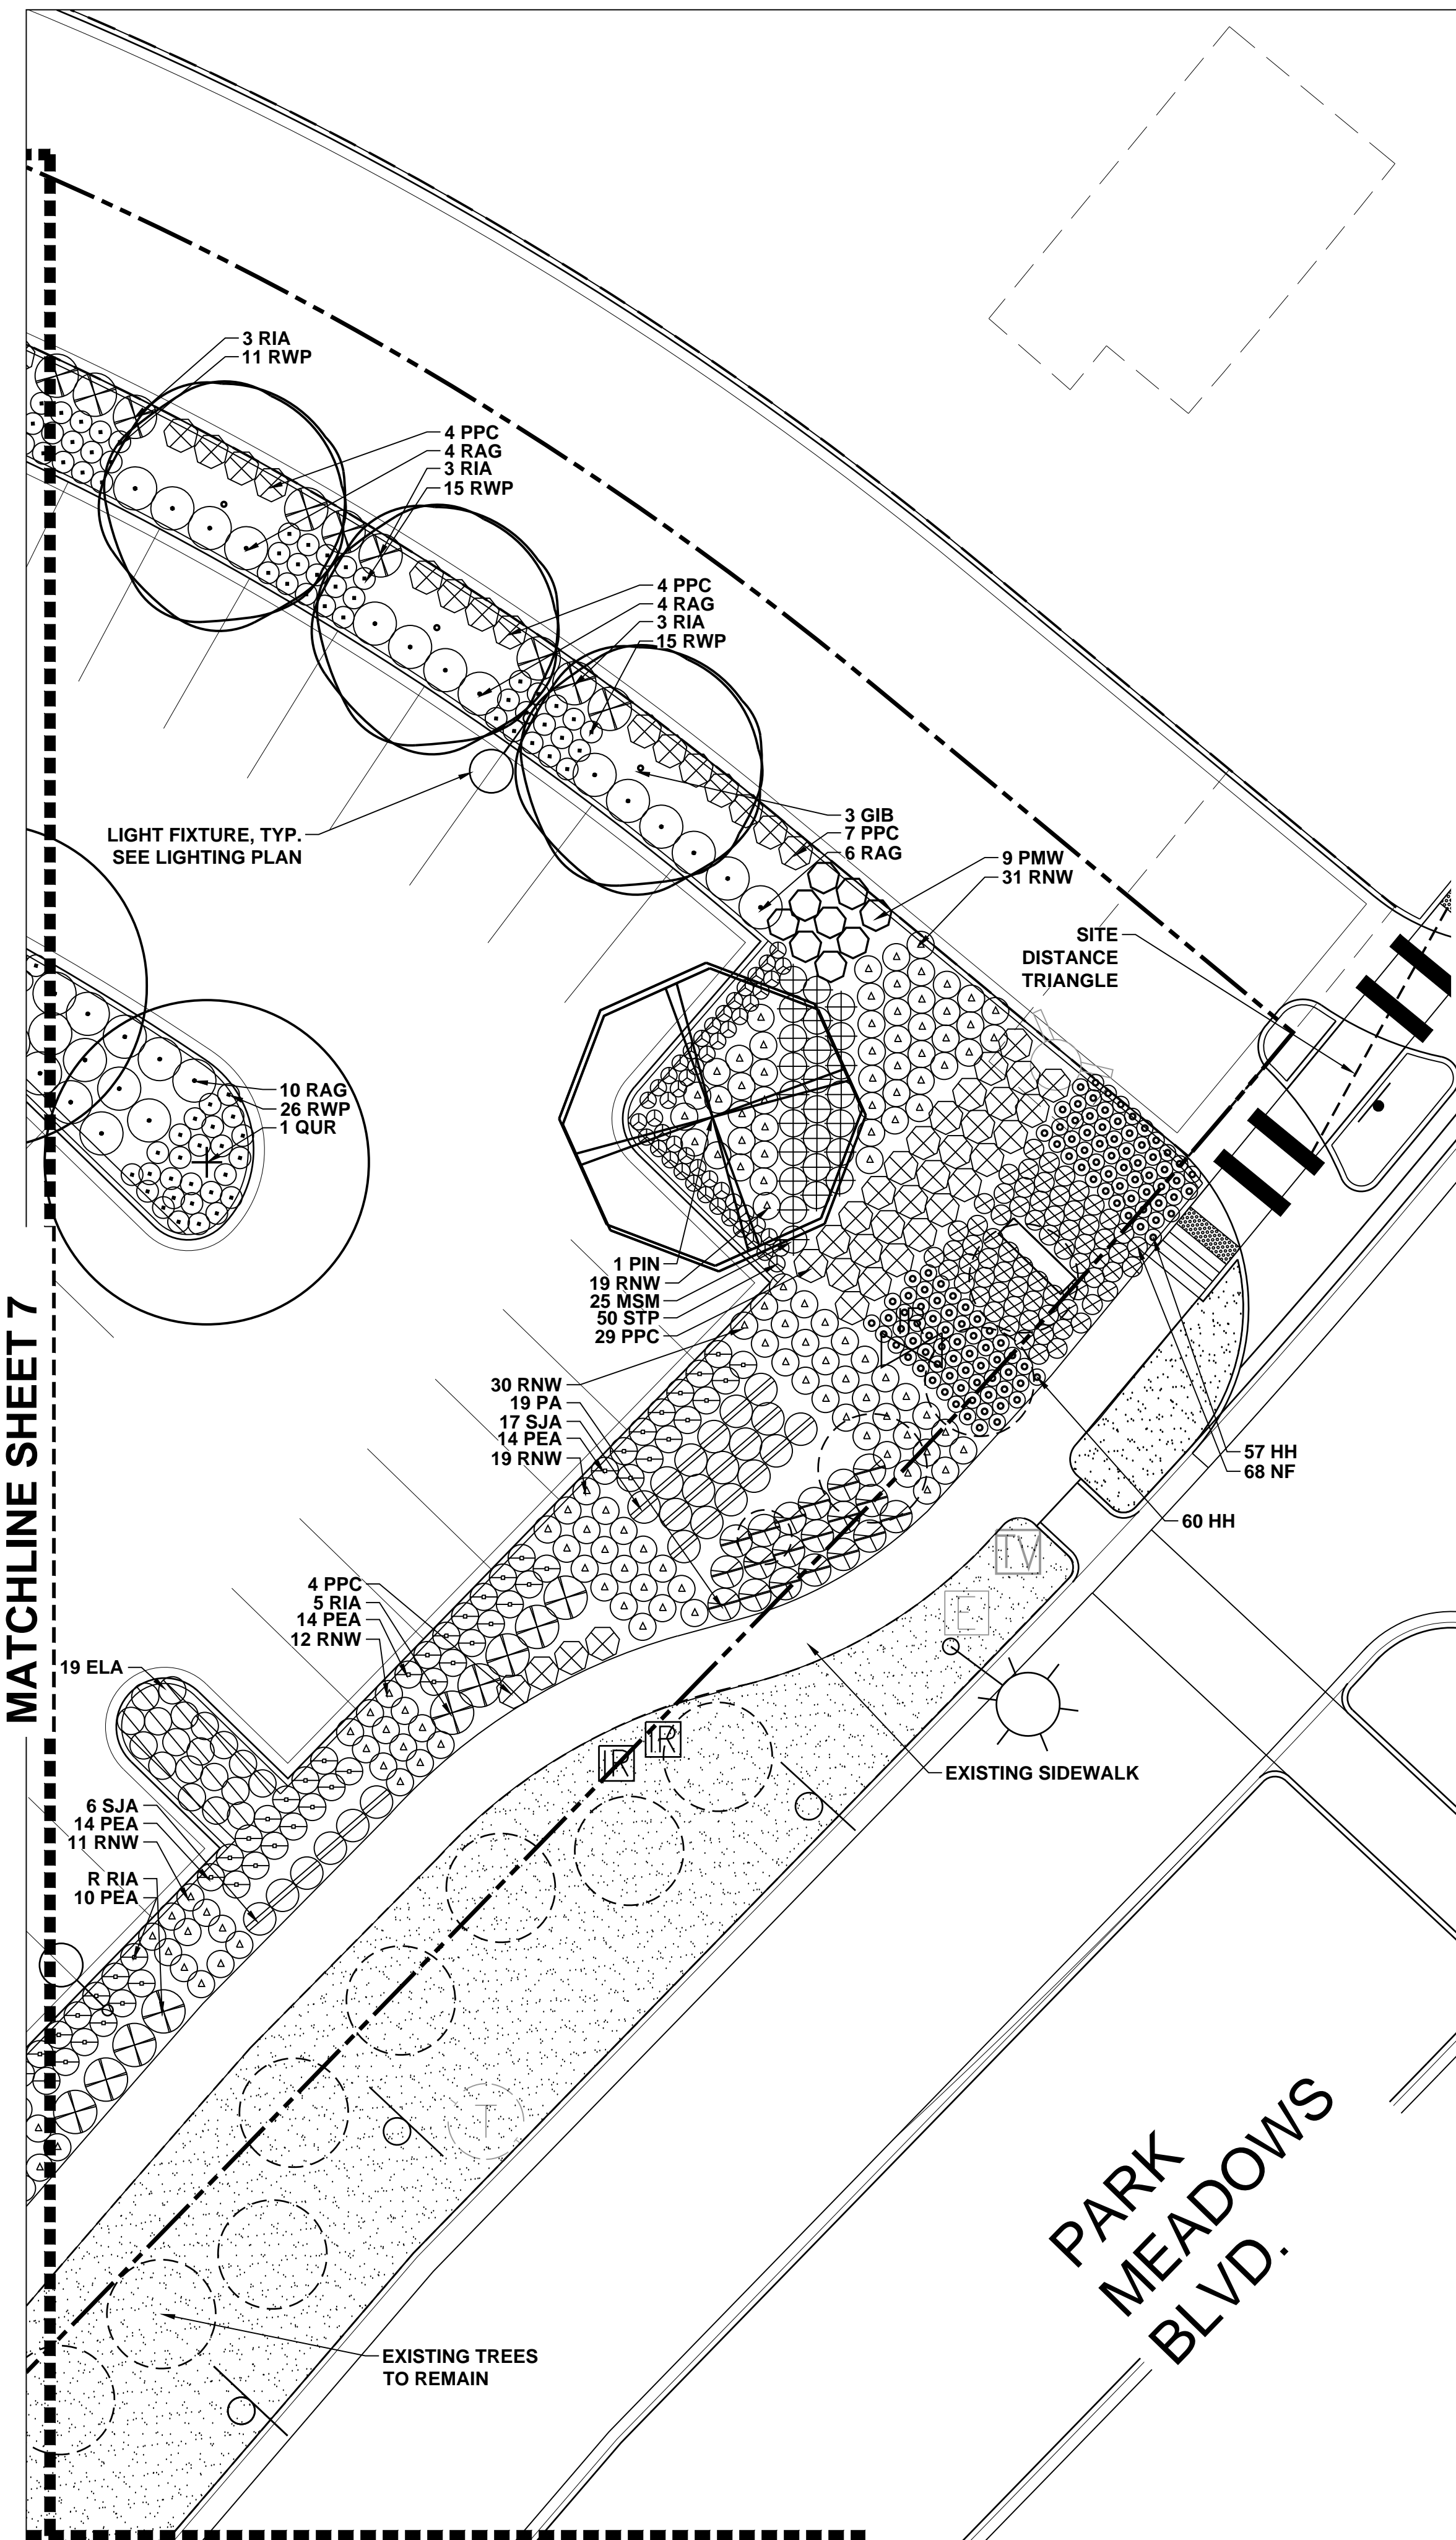 3 RIA
11 RWP
4 PPC
4 RAG
3 RIA
15 RWP
4 PPC
4 RAG
3 RIA
15 RWP
LIGHT FIXTURE, TYP.
SEE LIGHTING PLAN
3 GIB
7 PPC
6 RAG
9 PMW
31 RNW
SITE
DISTANCE
TRIANGLE
10 RAG
26 RWP
1 QUR
1 PIN
19 RNW
25 MSM
50 STP
29 PPC
MATCHLINE SHEET 7
30 RNW
19 PA
17 SJA
14 PEA
19 RNW
57 HH
68 NF
60 HH
TV
E
4 PPC
5 RIA
14 PEA
12 RNW
19 ELA
IR
IR
EXISTING SIDEWALK
6 SJA
14 PEA
11 RNW
R RIA
10 PEA
T
PARK
MEADOWS
BLVD.
EXISTING TREES
TO REMAIN